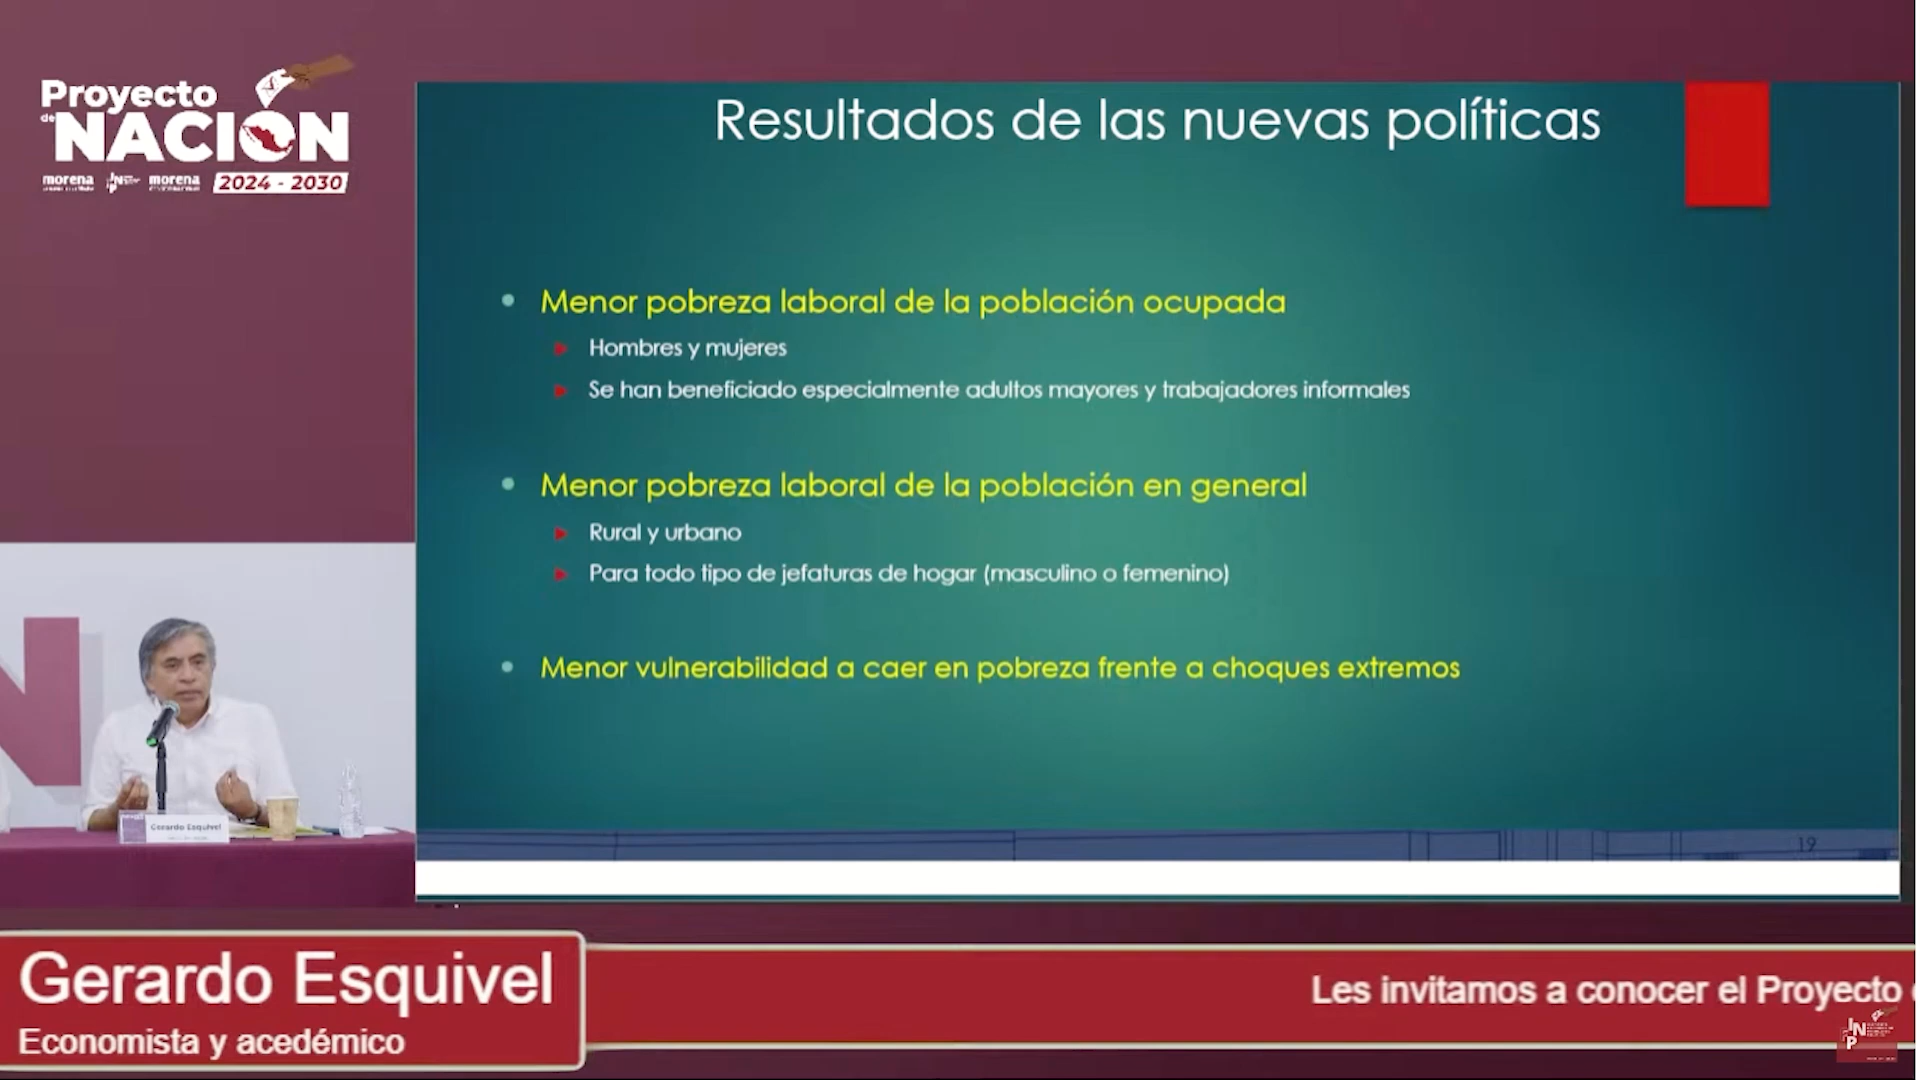 Proyecto
de
NACIÓN
morena
morena
2024 - 2030
Resultados de las nuevas políticas
Menor pobreza laboral de la población ocupada
Hombres y mujeres
Se han beneficiado especialmente adultos mayores y trabajadores informales
Menor pobreza laboral de la población en general
Rural y urbano
Para todo tipo de jefaturas de hogar (masculino o femenino)
Menor vulnerabilidad a caer en pobreza frente a choques extremos
19
N
Gerardo Esquivel
Gerardo Esquivel
Economista y acedémico
Les invitamos a conocer el Proyecto
INP